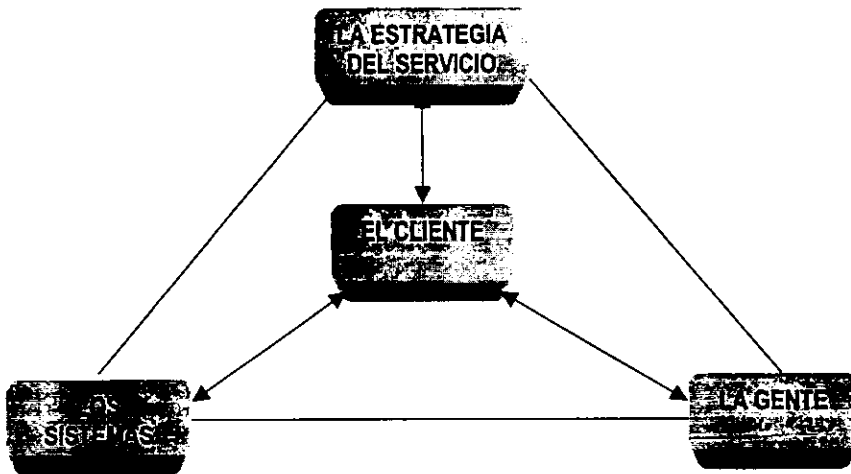 LA ESTRATEGIA
DEL SERVICIO
EL CLIENTE
LOS
SISTEMAS
LA GENTE